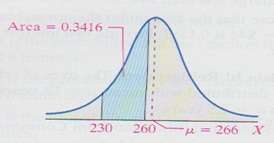 Area = 0.3416
230 260 μ = 266 X